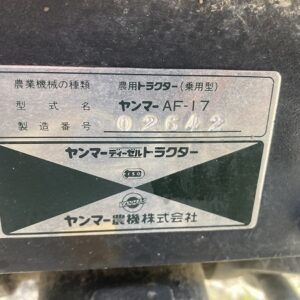 農業機械の種類 農用トラクター(乗用型)
型式名 ヤンマー AF-17
製造番号 02642
ヤンマーディーゼルトラクター
ISO
ヤンマー農機株式会社